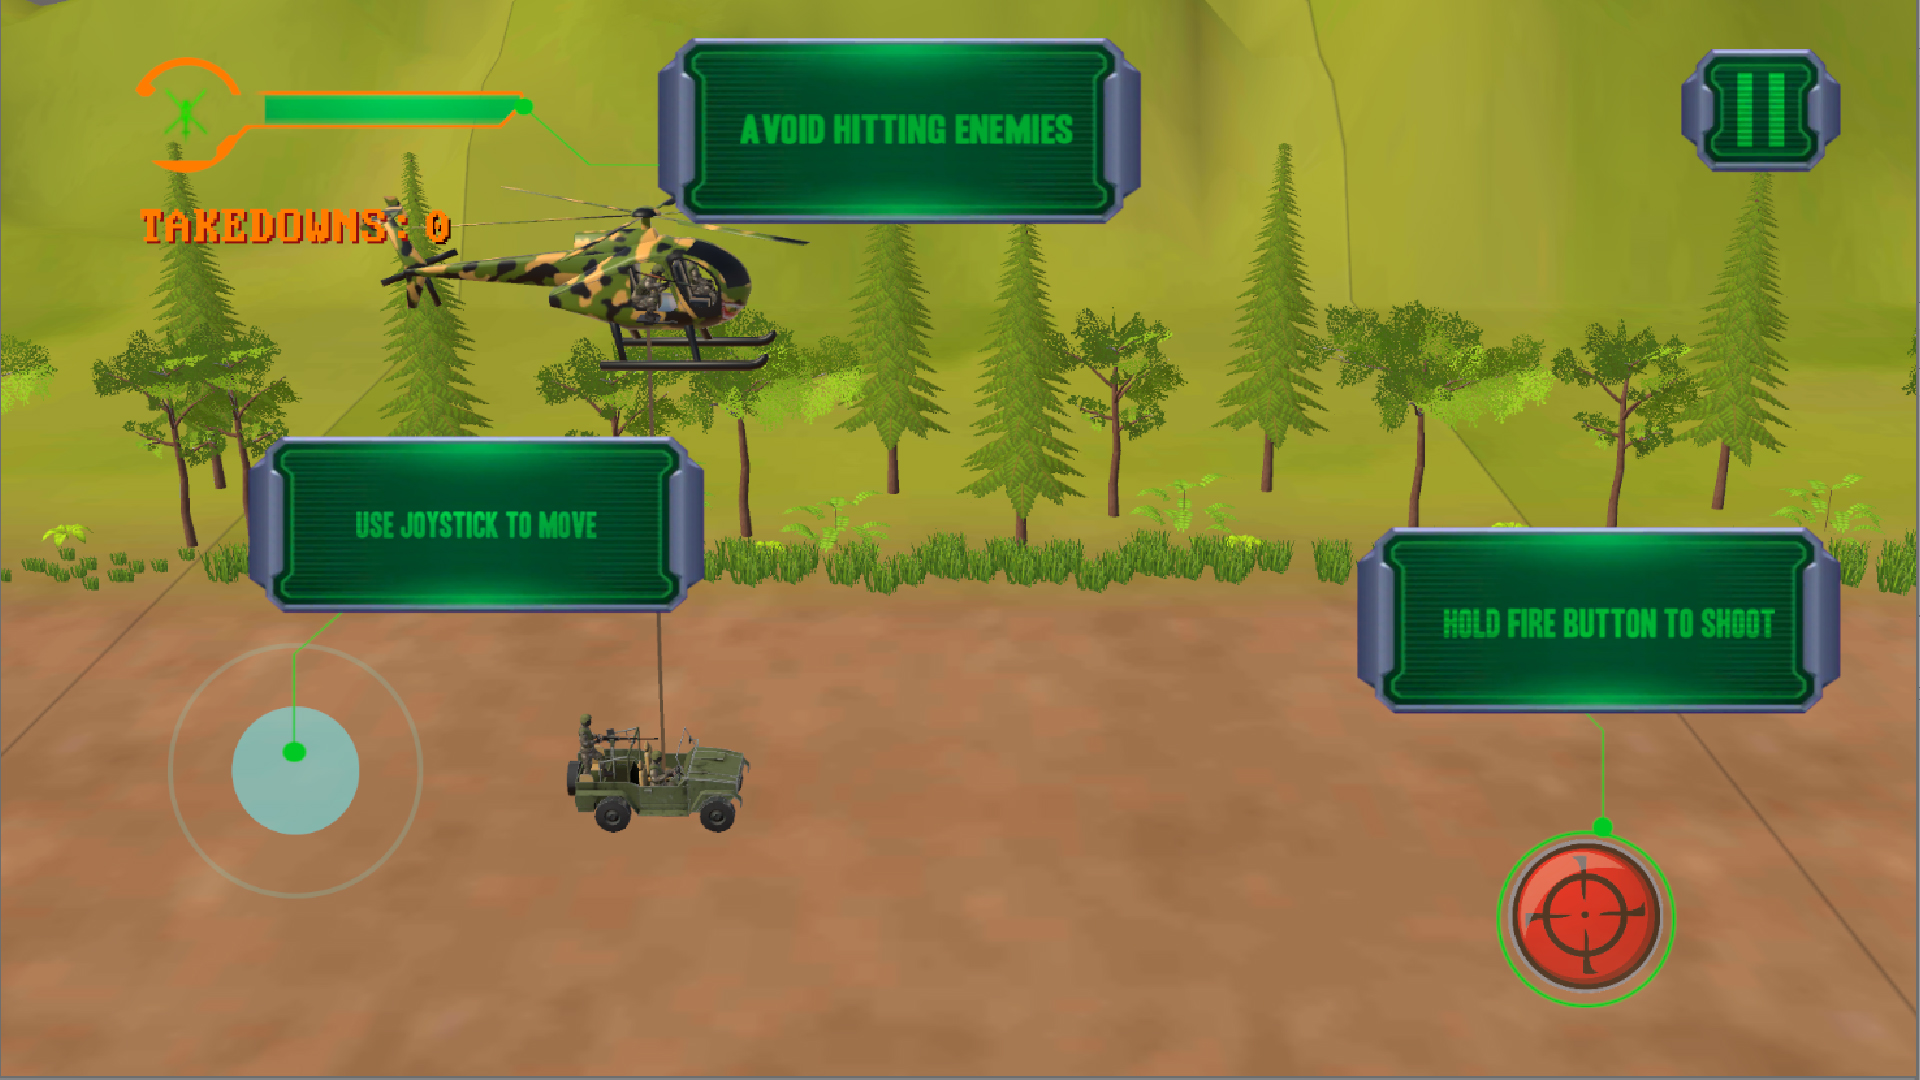 AVOID HITTING ENEMIES
TAKEDOWNS: 0
USE JOYSTICK TO MOVE
HOLD FIRE BUTTON TO SHOOT